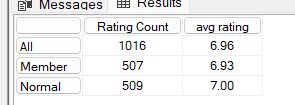 Messages Results
Rating Count avg rating
All 1016 6.96
Member 507 6.93
Normal 509 7.00